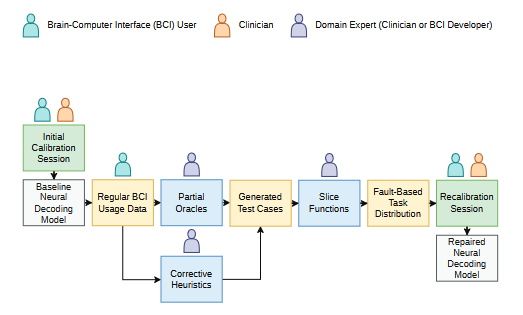 Brain-Computer Interface (BCI) User
Clinician
Domain Expert (Clinician or BCI Developer)
Initial
Calibration
Session
Baseline
Neural
Decoding
Model
Regular BCI
Usage Data
Partial
Oracles
Corrective
Heuristics
Generated
Test Cases
Slice
Functions
Fault-Based
Task
Distribution
Recalibration
Session
Repaired
Neural
Decoding
Model